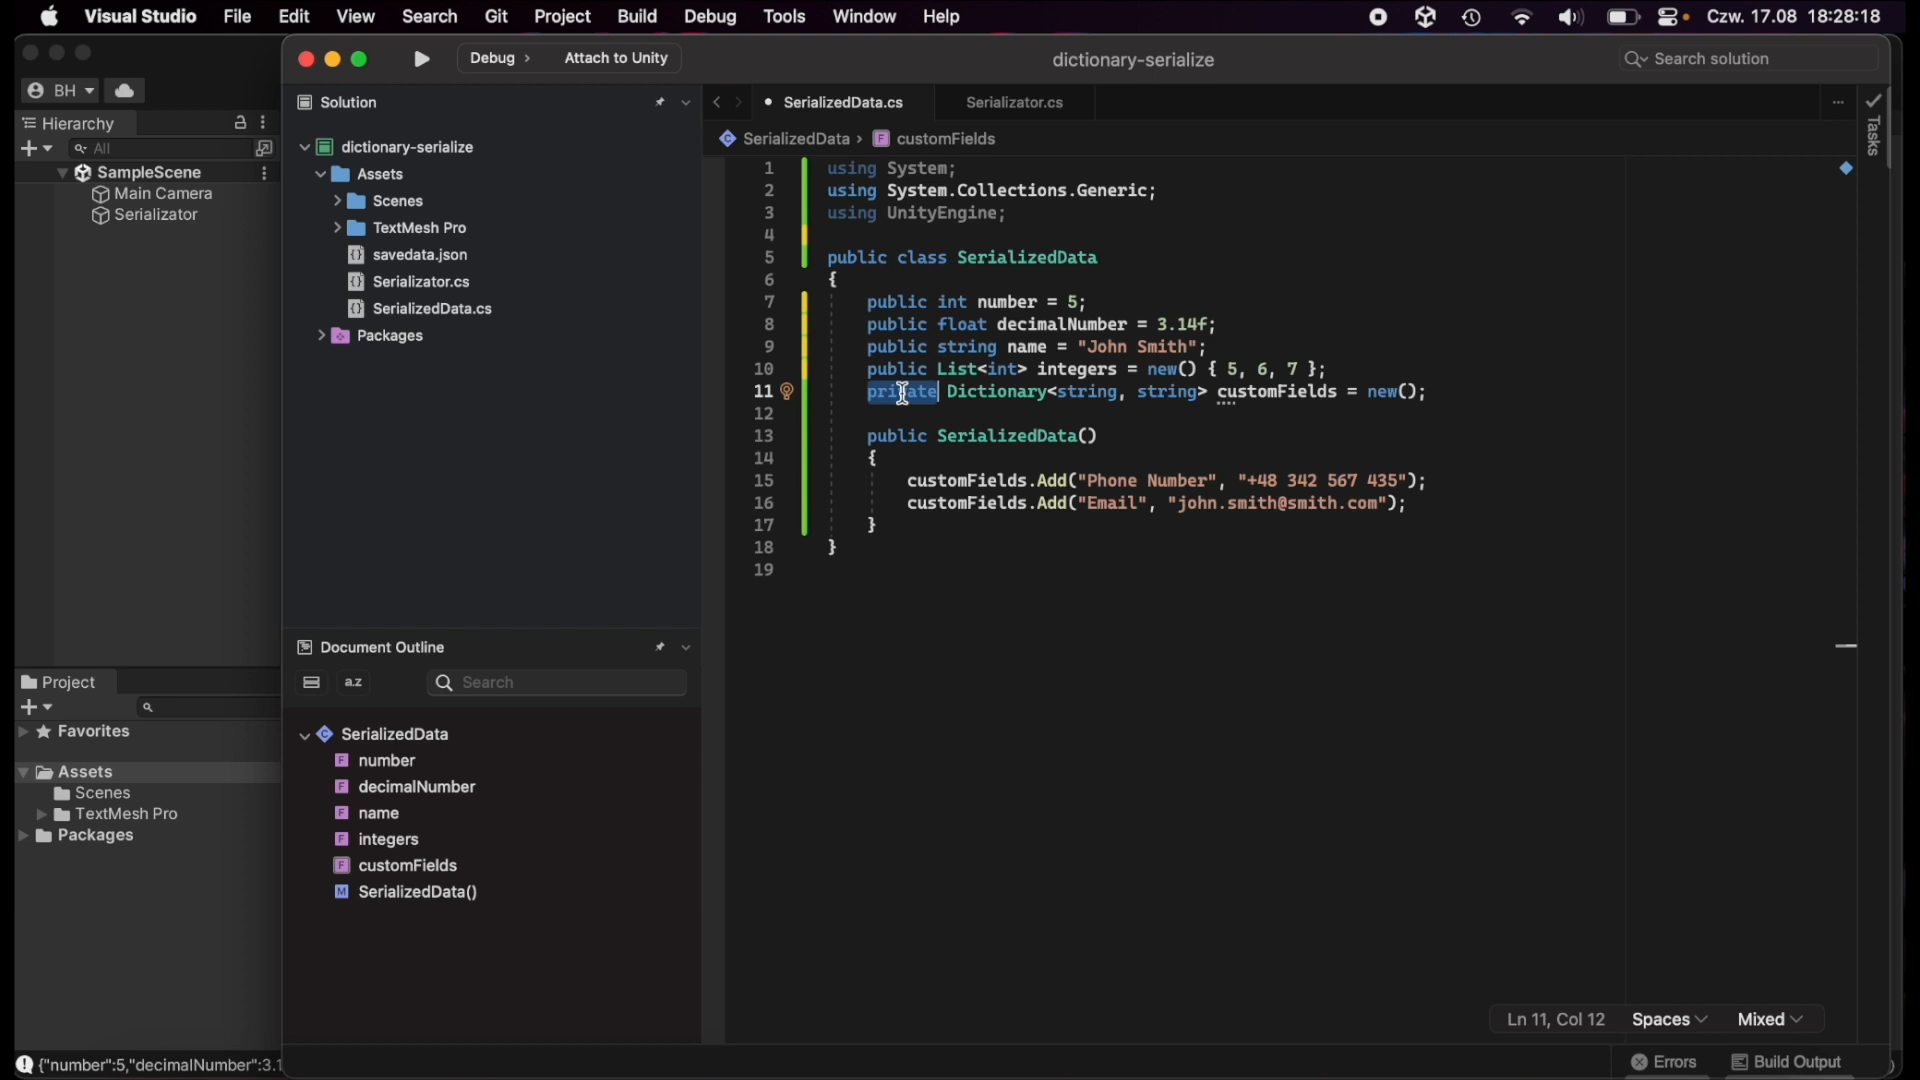 Visual Studio File Edit View Search Git Project Build Debug Tools Window Help Czw. 17.08 18:28:18
Debug > Attach to Unity dictionary-serialize Search solution
BH
Hierarchy
All
SampleScene
Main Camera
Serializator
Project
Favorites
Assets
Scenes
TextMesh Pro
Packages
{"number":5,"decimalNumber":3.1
Solution
dictionary-serialize
Assets
Scenes
TextMesh Pro
savedata.json
Serializator.cs
SerializedData.cs
Packages
Document Outline
a.z Search
SerializedData
number
decimalNumber
name
integers
customFields
SerializedData()
SerializedData.cs Serializator.cs
SerializedData > customFields
1 using System;
2 using System.Collections.Generic;
3 using UnityEngine;
4
5 public class SerializedData
6 {
7 public int number = 5;
8 public float decimalNumber = 3.14f;
9 public string name = "John Smith";
10 public List<int> integers = new() { 5, 6, 7 };
11 private Dictionary<string, string> customFields = new();
12
13 public SerializedData()
14 {
15 customFields.Add("Phone Number", "+48 342 567 435");
16 customFields.Add("Email", "john.smith@smith.com");
17 }
18 }
19
Tasks
Ln 11, Col 12 Spaces Mixed
Errors Build Output